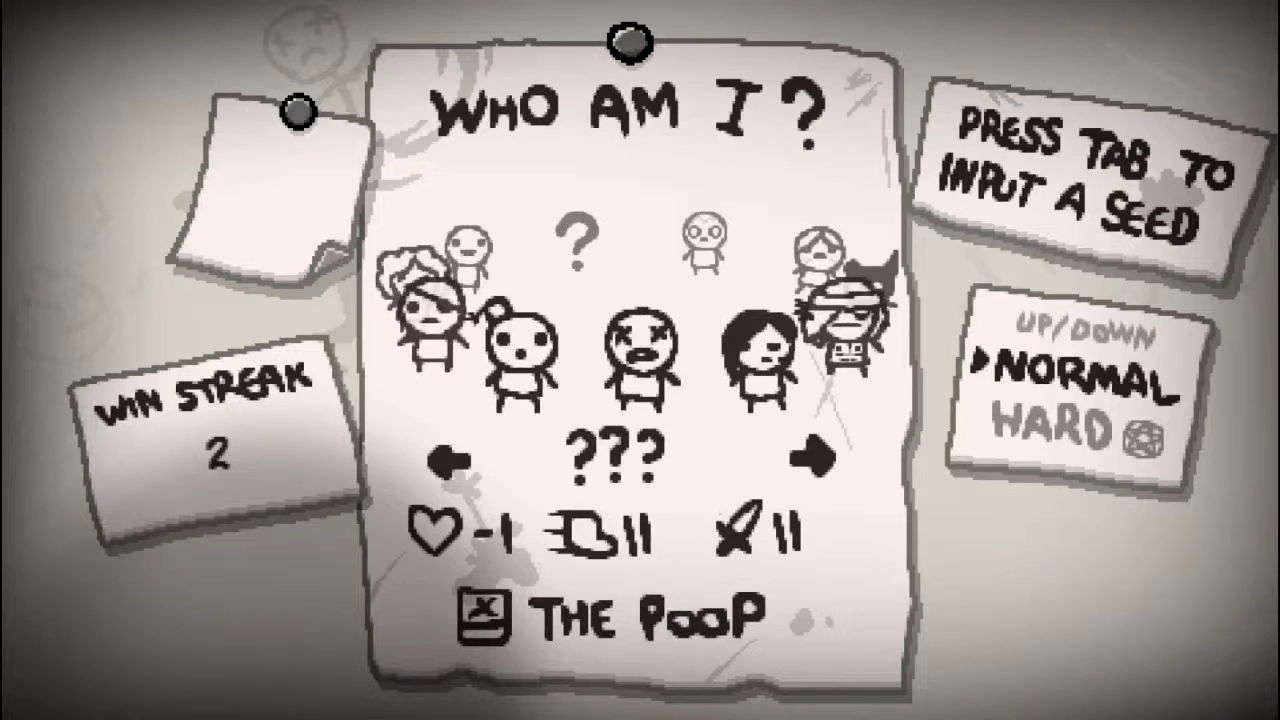 WHO AM I?
PRESS TAB TO
INPUT A SEED
?
UP/DOWN
NORMAL
HARD
WIN STREAK
2
???
-1
THE POOP